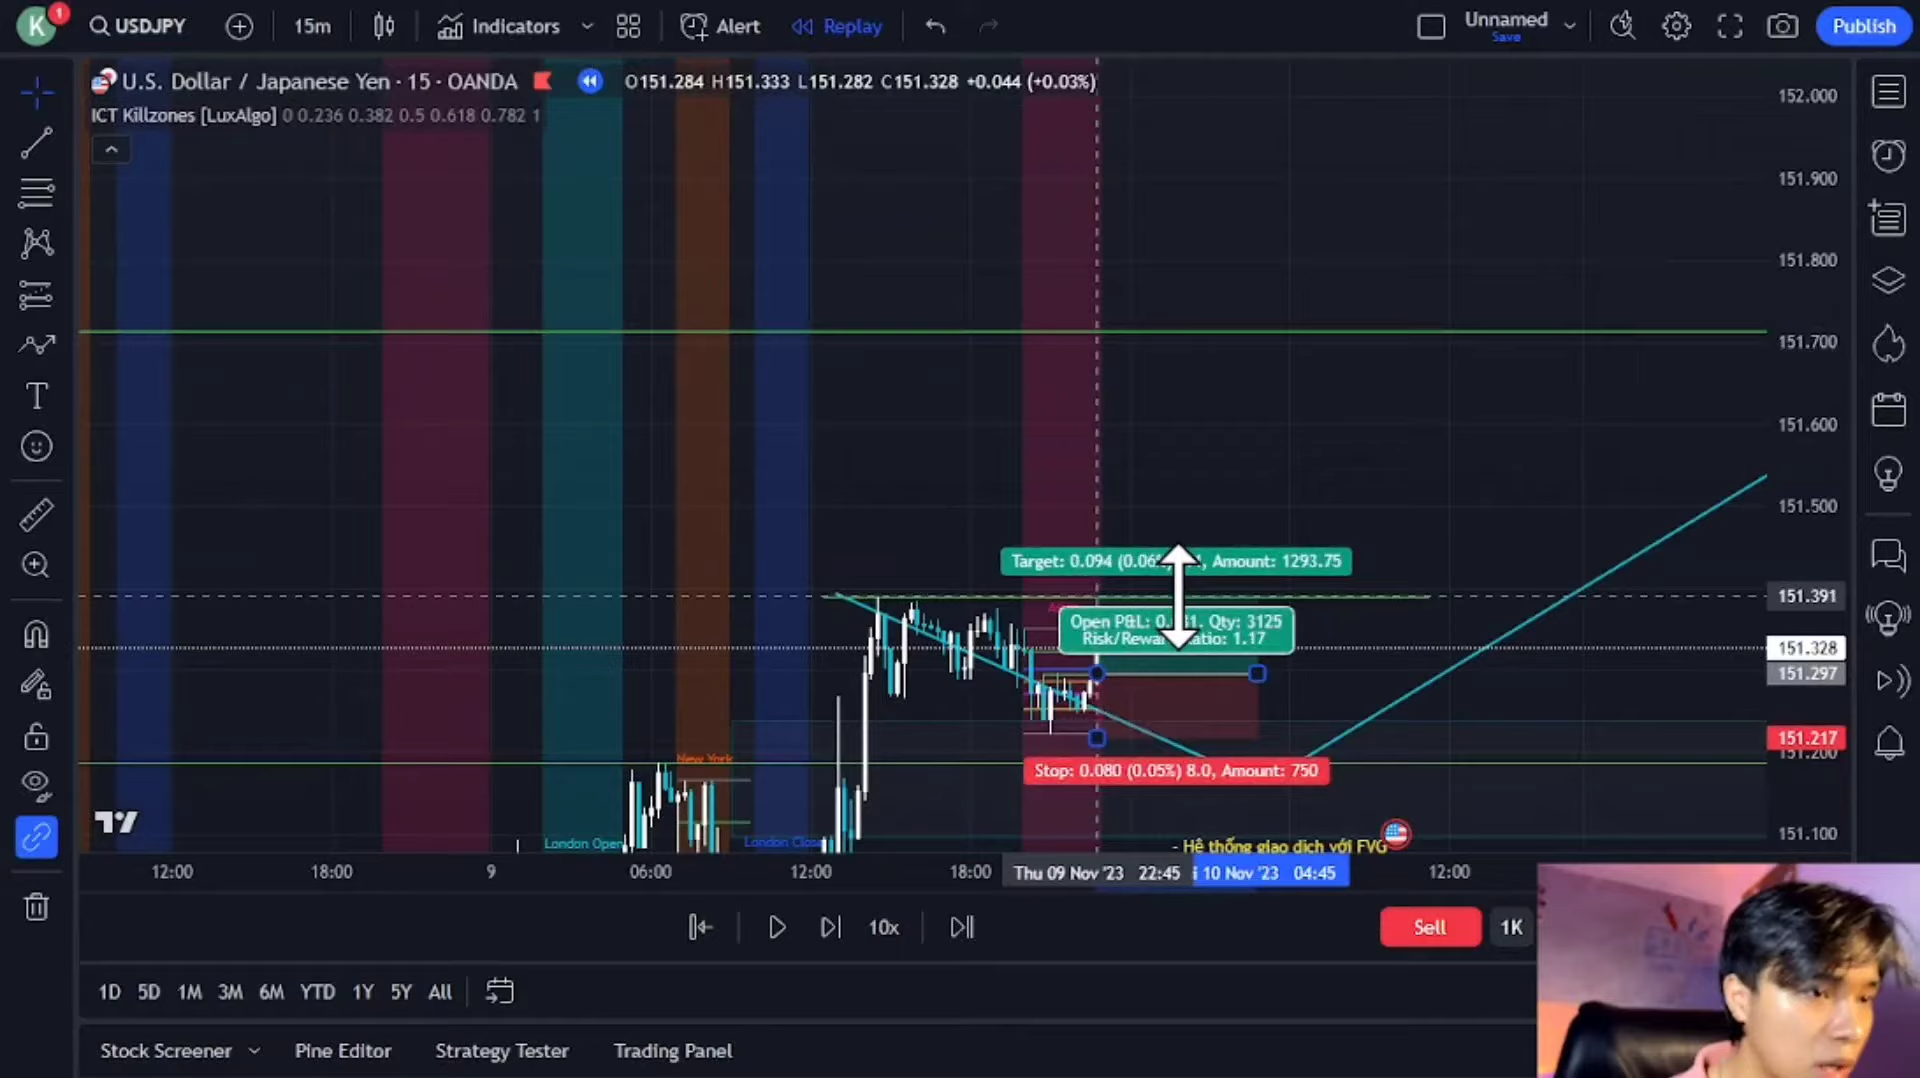 K
1
USDJPY
15m
Indicators
Alert
Replay
Unnamed
Save
Publish
U.S. Dollar / Japanese Yen · 15 · OANDA
O151.284 H151.333 L151.282 C151.328 +0.044 (+0.03%)
ICT Killzones [LuxAlgo] 0 0.236 0.382 0.5 0.618 0.782 1
152.000
151.900
151.800
151.700
151.600
151.500
Target: 0.094 (0.06 , Amount: 1293.75
151.391
Open P&L: Qty: 3125
Risk/Reward Ratio: 1.17
151.328
151.297
151.217
151.200
New York
Stop: 0.080 (0.05%) 8.0, Amount: 750
151.100
London Open
London Close
- Hệ thống giao dịch với FVG
12:00
18:00
9
06:00
12:00
18:00
Thu 09 Nov '23 22:45
10 Nov '23 04:45
12:00
10x
Sell
1K
1D 5D 1M 3M 6M YTD 1Y 5Y All
Stock Screener
Pine Editor
Strategy Tester
Trading Panel